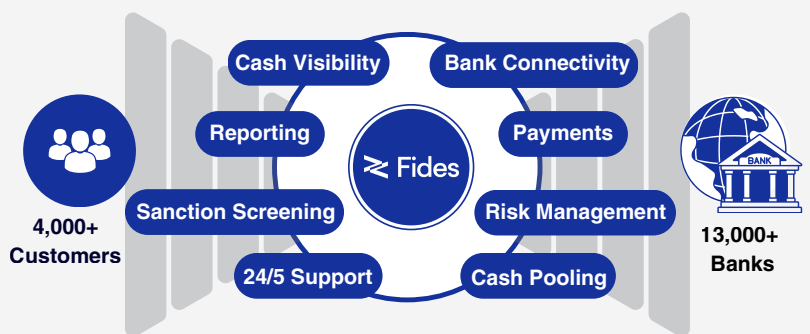 Cash Visibility
Bank Connectivity
Reporting
Payments
Fides
BANK
Sanction Screening
Risk Management
4,000+
Customers
13,000+
Banks
24/5 Support
Cash Pooling